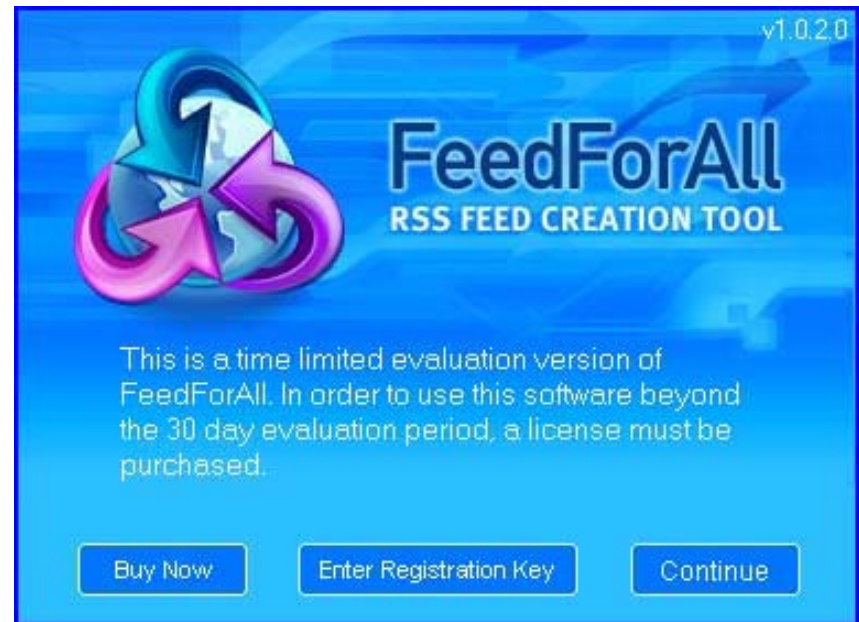 v1.0.2.0
FeedForAll
RSS FEED CREATION TOOL
This is a time limited evaluation version of
FeedForAll. In order to use this software beyond
the 30 day evaluation period, a license must be
purchased.
Buy Now
Enter Registration Key
Continue